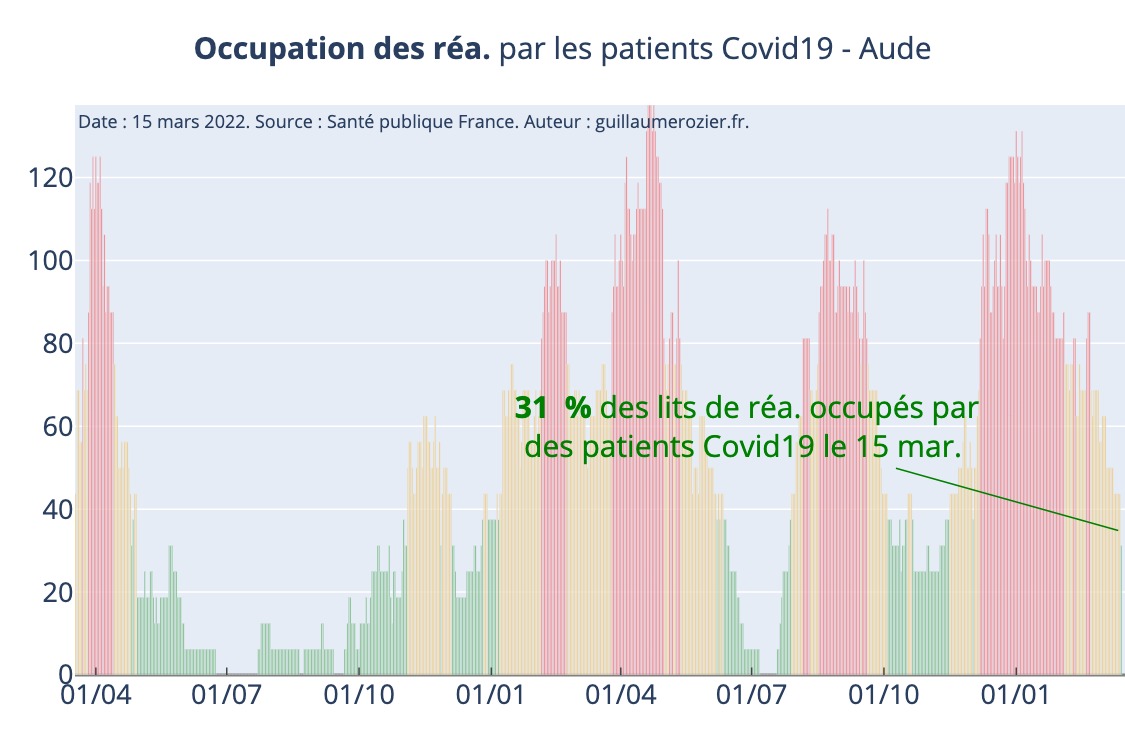 Occupation des réa. par les patients Covid19 - Aude
Date : 15 mars 2022. Source : Santé publique France. Auteur : guillaumerozier.fr.
120
100
80
60
40
20
0
31 % des lits de réa. occupés par
des patients Covid19 le 15 mar.
01/04 01/07 01/10 01/01 01/04 01/07 01/10 01/01